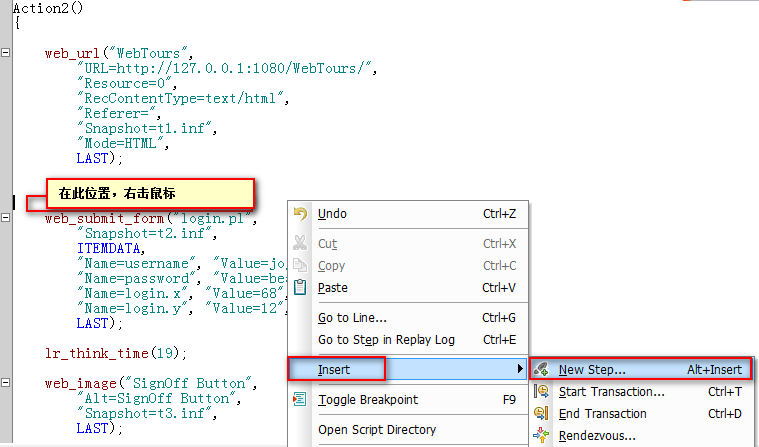 Action2()
{
web_url("WebTours",
"URL=http://127.0.0.1:1080/WebTours/",
"Resource=0",
"RecContentType=text/html",
"Referer=",
"Snapshot=t1.inf",
"Mode=HTML",
LAST);
在此位置，右击鼠标
web_submit_form("login.pl",
"Snapshot=t2.inf",
ITEMDATA,
"Name=username", "Value=jo
"Name=password", "Value=be
"Name=login.x", "Value=68",
"Name=login.y", "Value=12",
LAST);
lr_think_time(19);
web_image("SignOff Button",
"Alt=SignOff Button",
"Snapshot=t3.inf",
LAST);
Undo Ctrl+Z
Cut Ctrl+X
Copy Ctrl+C
Paste Ctrl+V
Go to Line... Ctrl+G
Go to Step in Replay Log Ctrl+E
Insert
Toggle Breakpoint F9
Open Script Directory
New Step... Alt+Insert
Start Transaction... Ctrl+T
End Transaction Ctrl+D
Rendezvous...